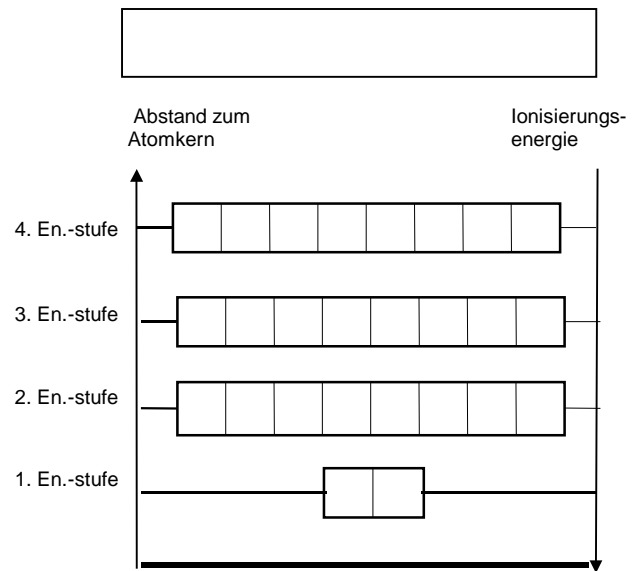 Abstand zum
Atomkern
Ionisierungs-
energie
4. En.-stufe
3. En.-stufe
2. En.-stufe
1. En.-stufe